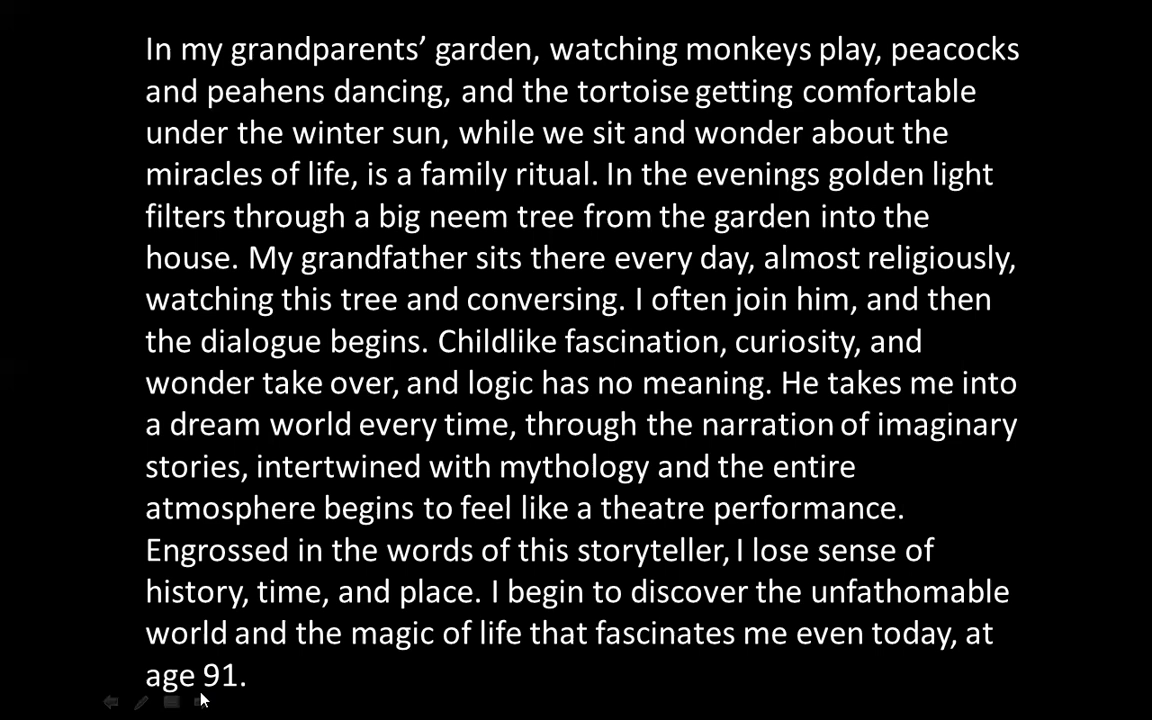 In my grandparents’ garden, watching monkeys play, peacocks
and peahens dancing, and the tortoise getting comfortable
under the winter sun, while we sit and wonder about the
miracles of life, is a family ritual. In the evenings golden light
filters through a big neem tree from the garden into the
house. My grandfather sits there every day, almost religiously,
watching this tree and conversing. I often join him, and then
the dialogue begins. Childlike fascination, curiosity, and
wonder take over, and logic has no meaning. He takes me into
a dream world every time, through the narration of imaginary
stories, intertwined with mythology and the entire
atmosphere begins to feel like a theatre performance.
Engrossed in the words of this storyteller, I lose sense of
history, time, and place. I begin to discover the unfathomable
world and the magic of life that fascinates me even today, at
age 91.